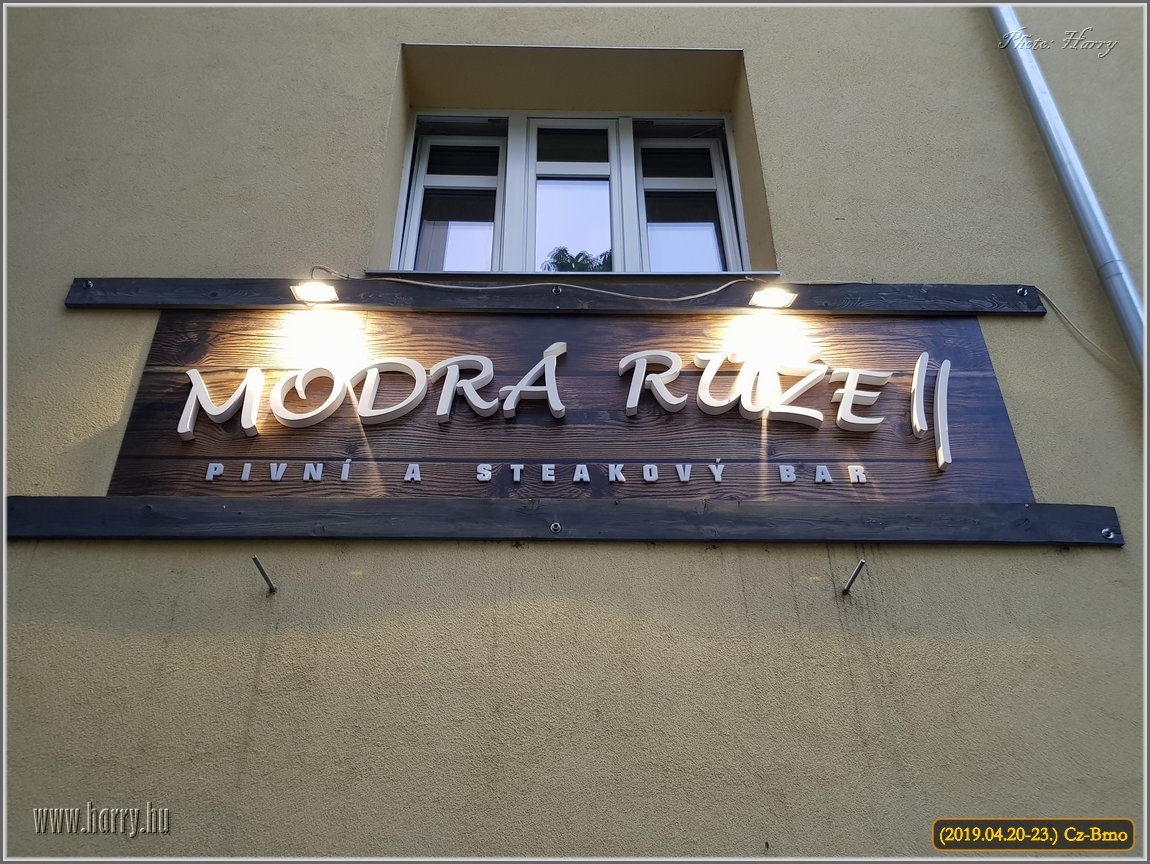 Photo: Harry
MODRÁ RŮŽE II
PIVNÍ A STEAKOVÝ BAR
www.harry.hu
(2019.04.20-23.) Cz-Brno